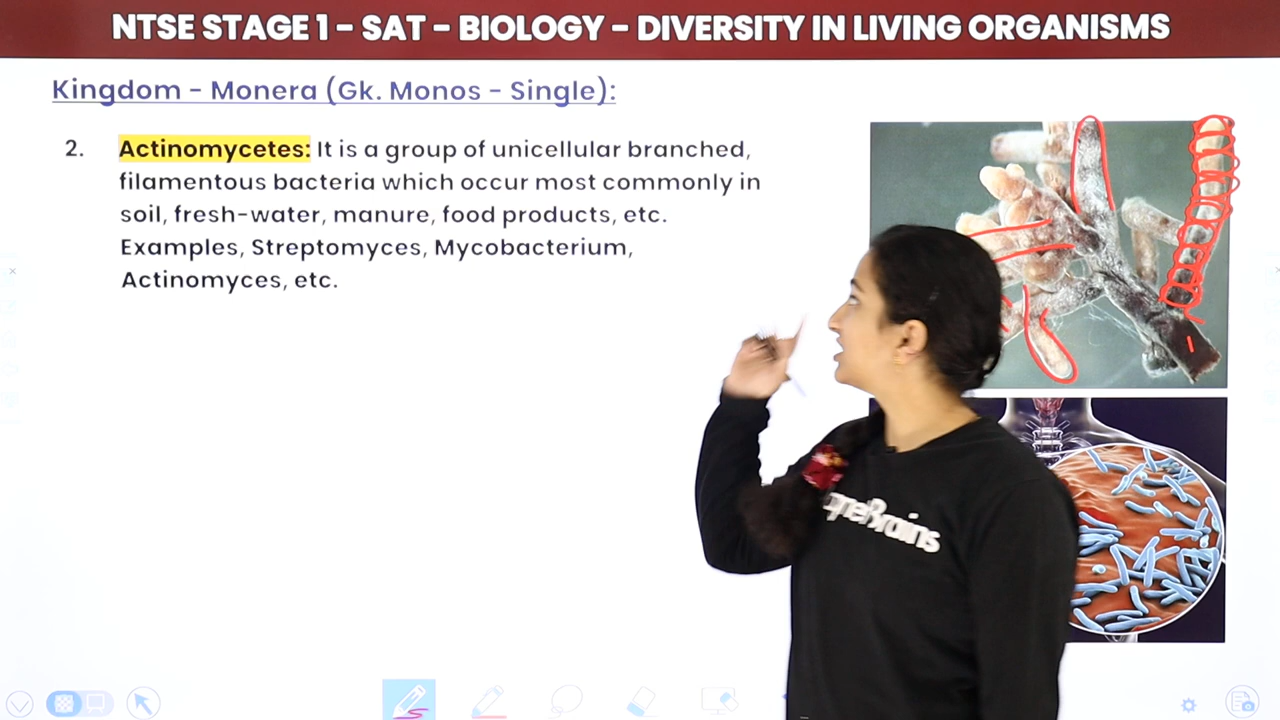 NTSE STAGE 1 – SAT – BIOLOGY – DIVERSITY IN LIVING ORGANISMS
Kingdom – Monera (Gk. Monos – Single):
2. Actinomycetes: It is a group of unicellular branched,
filamentous bacteria which occur most commonly in
soil, fresh-water, manure, food products, etc.
Examples, Streptomyces, Mycobacterium,
Actinomyces, etc.